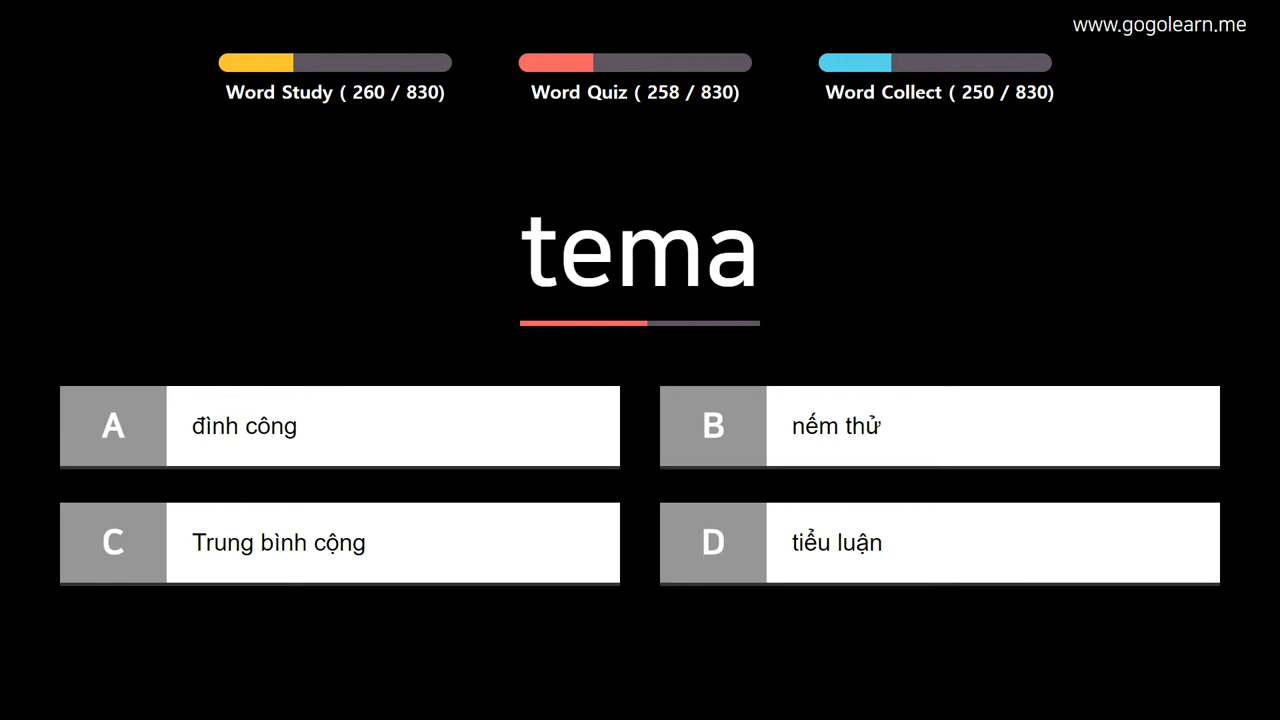 www.gogolearn.me
Word Study ( 260 / 830)
Word Quiz ( 258 / 830)
Word Collect ( 250 / 830)
tema
A
đình công
B
nếm thử
C
Trung bình cộng
D
tiểu luận